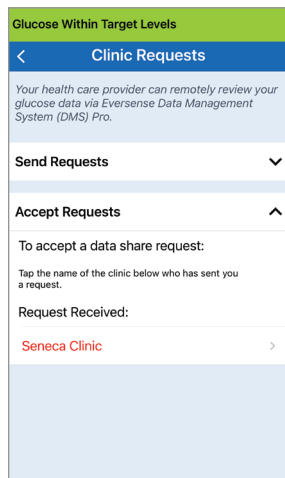 Glucose Within Target Levels
Clinic Requests
Your health care provider can remotely review your
glucose data via Eversense Data Management
System (DMS) Pro.
Send Requests
Accept Requests
To accept a data share request:
Tap the name of the clinic below who has sent you
a request.
Request Received:
Seneca Clinic